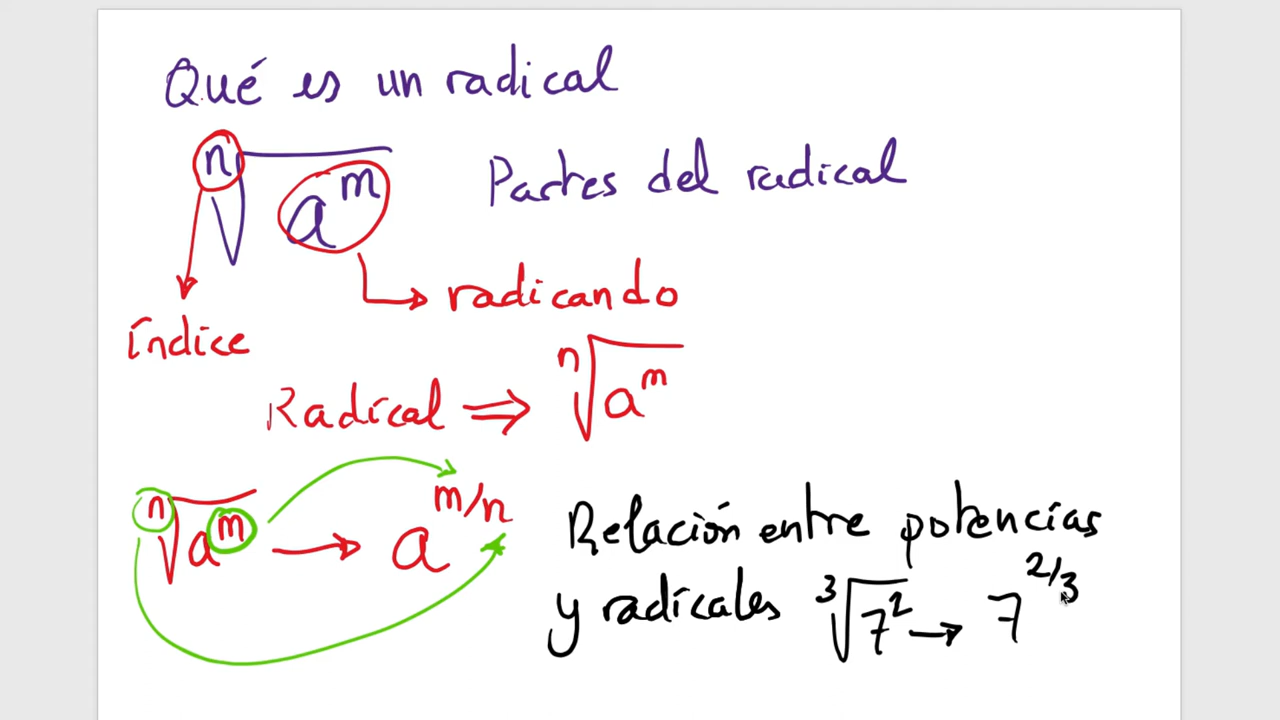 Qué es un radical
ⁿ√aᵐ Partes del radical
radicando
índice
Radical ⇒ ⁿ√aᵐ
ⁿ√aᵐ → a^m/n
Relación entre potencias
y radicales ³√7² → 7^2/3